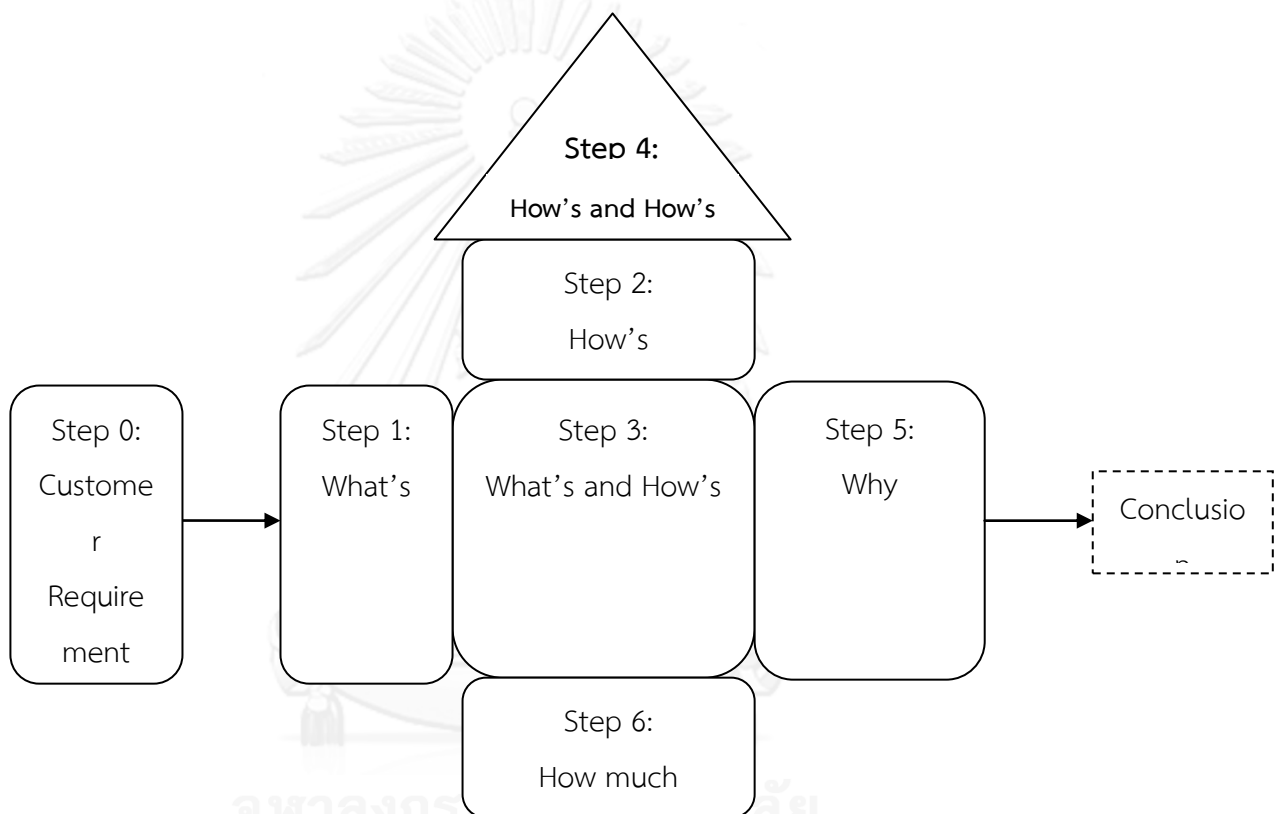 Step 4:
How's and How's
Step 2:
How's
Step 0:
Custome
r
Require
ment
Step 1:
What's
Step 3:
What's and How's
Step 5:
Why
Conclusio
n
Step 6:
How much